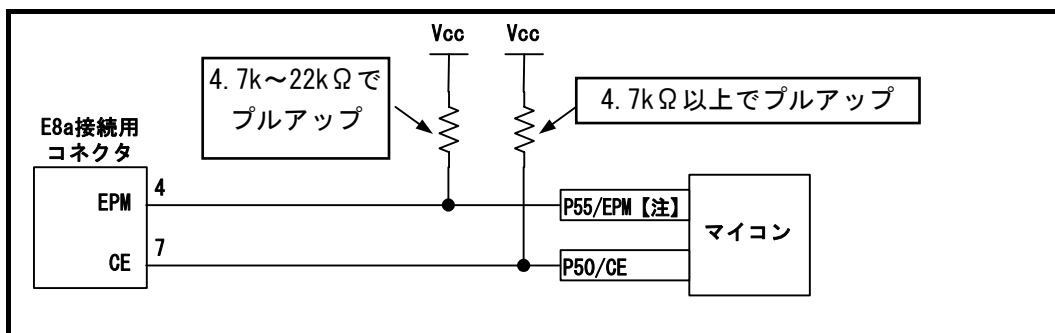 Vcc
Vcc
4.7k～22kΩで
プルアップ
4.7kΩ以上でプルアップ
E8a接続用
コネクタ
EPM
4
P55/EPM【注】
マイコン
CE
7
P50/CE